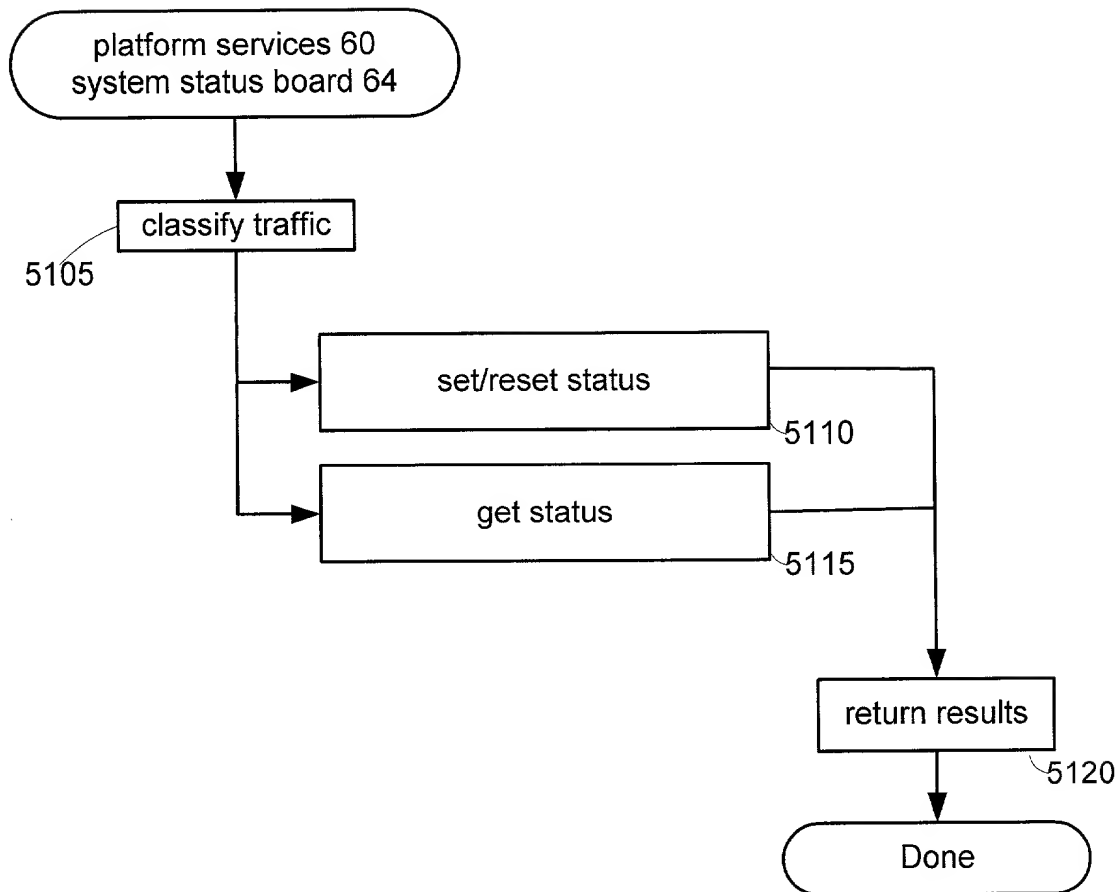 platform services 60
system status board 64
classify traffic
5105
set/reset status
5110
get status
5115
return results
5120
Done